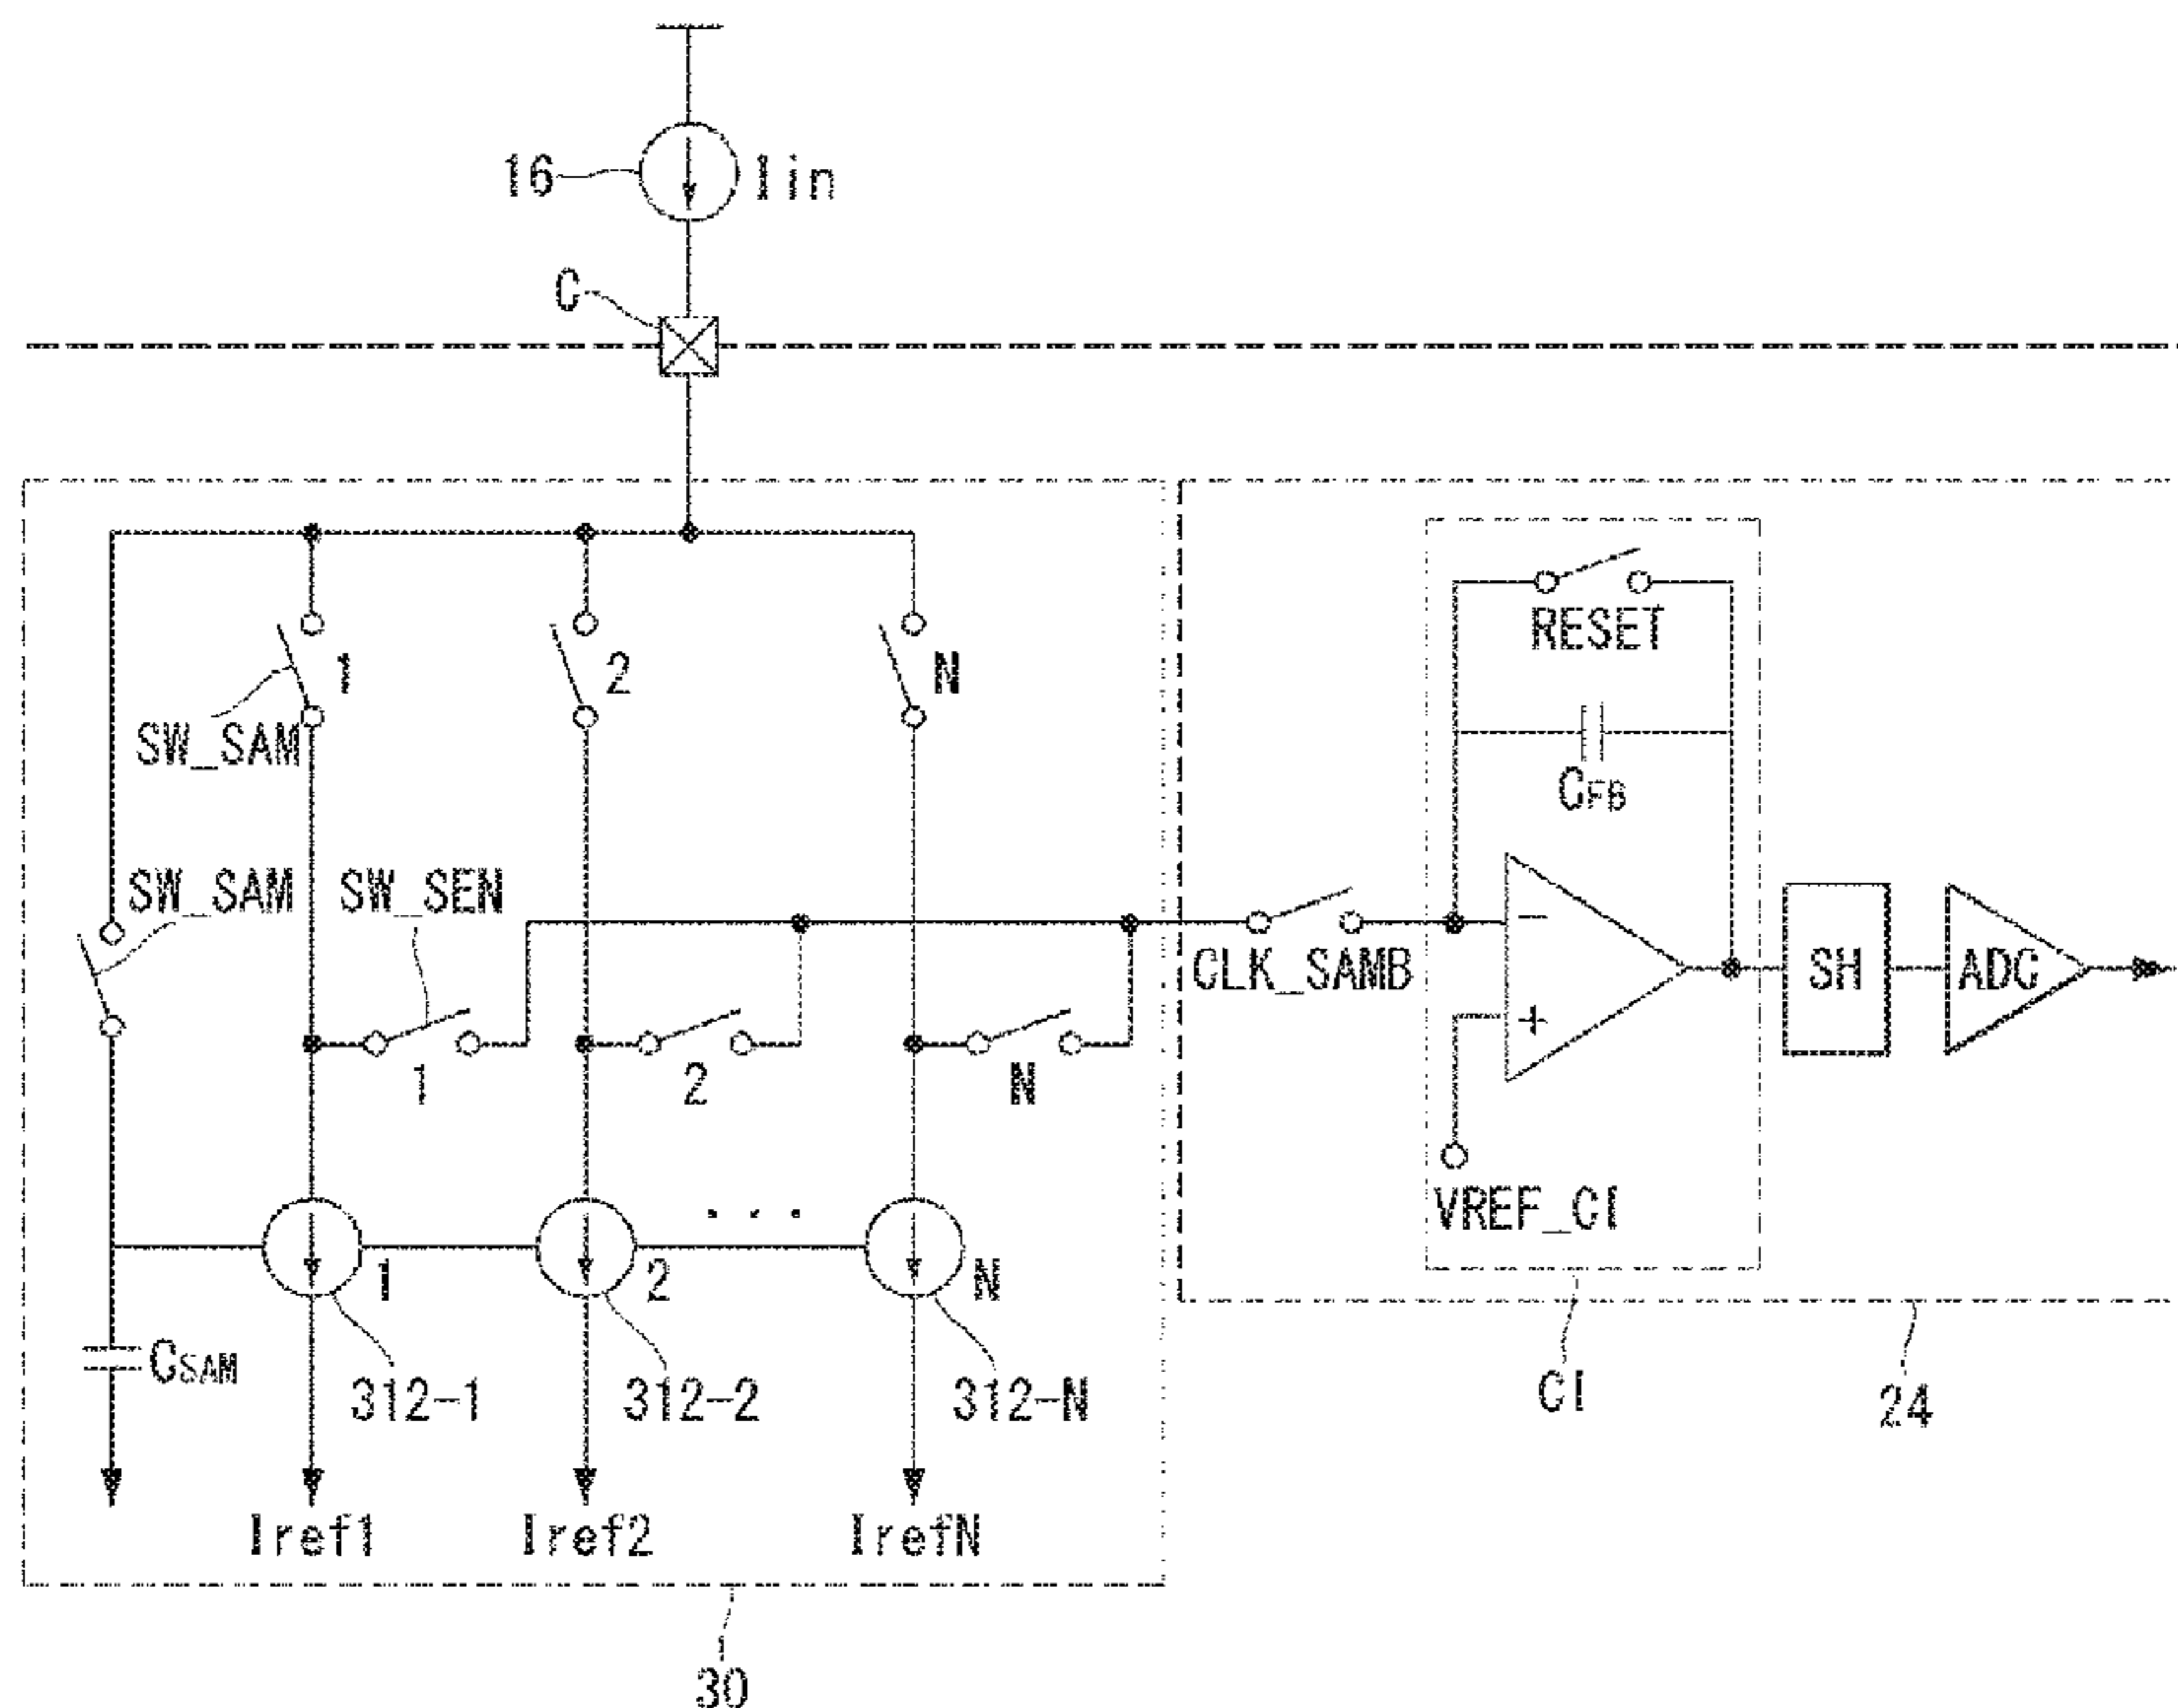 16 Iin
C
1 2 N
SW_SAM
RESET
CFB
SW_SAM SW_SEN
CLK_SAMB
−
+
SH
ADC
1 2 N
VREF_CI
1 2 ... N
CSAM
312-1 312-2 312-N
CI
24
Iref1 Iref2 IrefN
30